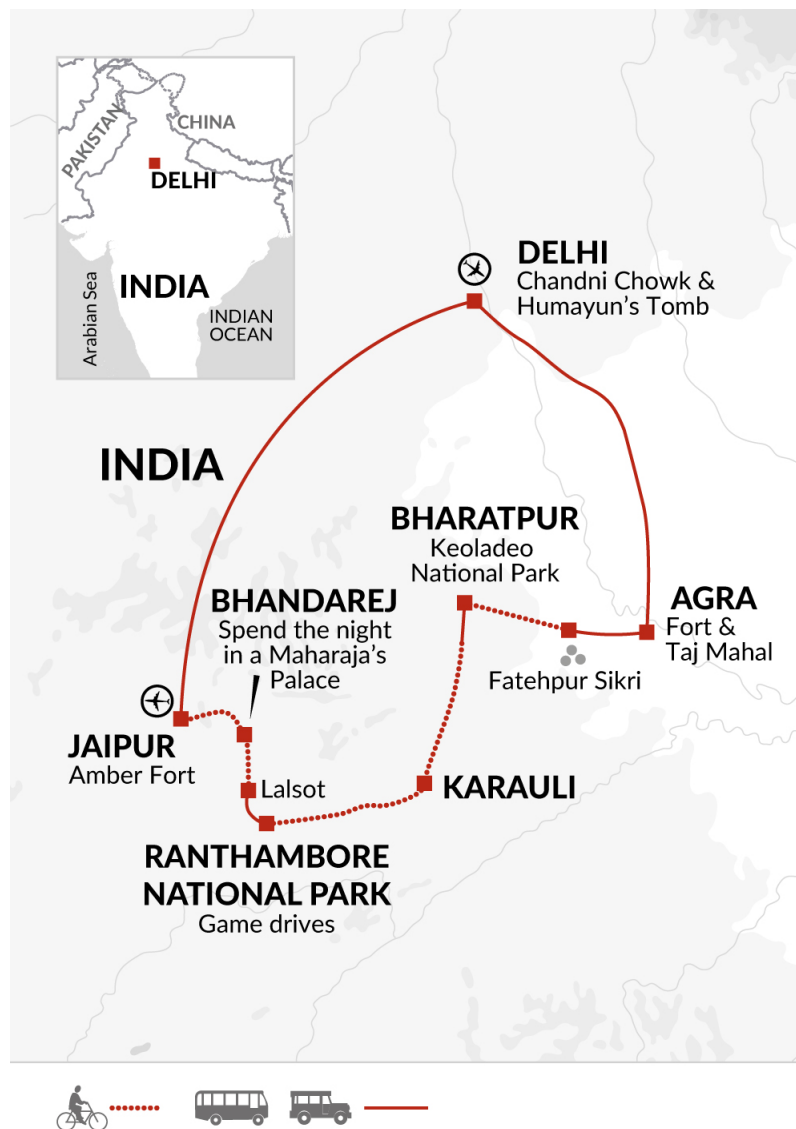 CHINA
PAKISTAN
DELHI
INDIA
Arabian Sea
INDIAN
OCEAN
DELHI
Chandni Chowk &
Humayun's Tomb
INDIA
BHARATPUR
Keoladeo
National Park
BHANDAREJ
Spend the night
in a Maharaja's
Palace
AGRA
Fort &
Taj Mahal
Fatehpur Sikri
JAIPUR
Amber Fort
Lalsot
KARAULI
RANTHAMBORE
NATIONAL PARK
Game drives